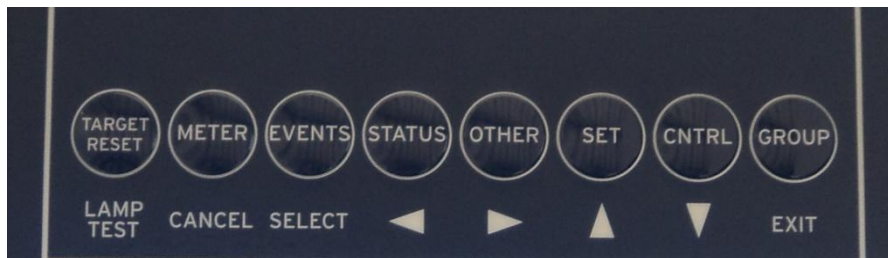 TARGET RESET METER EVENTS STATUS OTHER SET CNTRL GROUP
LAMP TEST CANCEL SELECT ◀ ▶ ▲ ▼ EXIT